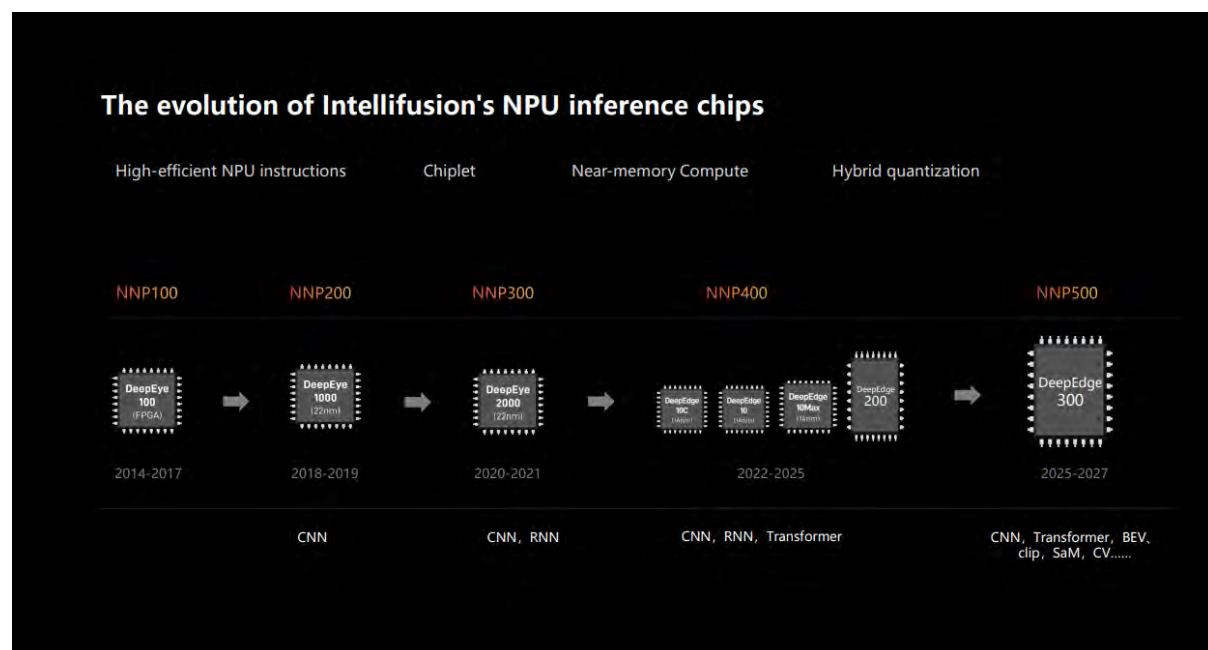 The evolution of Intellifusion's NPU inference chips
High-efficient NPU instructions Chiplet Near-memory Compute Hybrid quantization
NNP100 NNP200 NNP300 NNP400 NNP500
DeepEye
100
(FPGA)
DeepEye
1000
(22nm)
DeepEye
2000
(22nm)
DeepEdge
10C
(14nm)
DeepEdge
10
(14nm)
DeepEdge
10Max
(14nm)
DeepEdge
200
DeepEdge
300
2014-2017 2018-2019 2020-2021 2022-2025 2025-2027
CNN
CNN，RNN
CNN，RNN，Transformer
CNN，Transformer，BEV、
clip，SaM，CV......